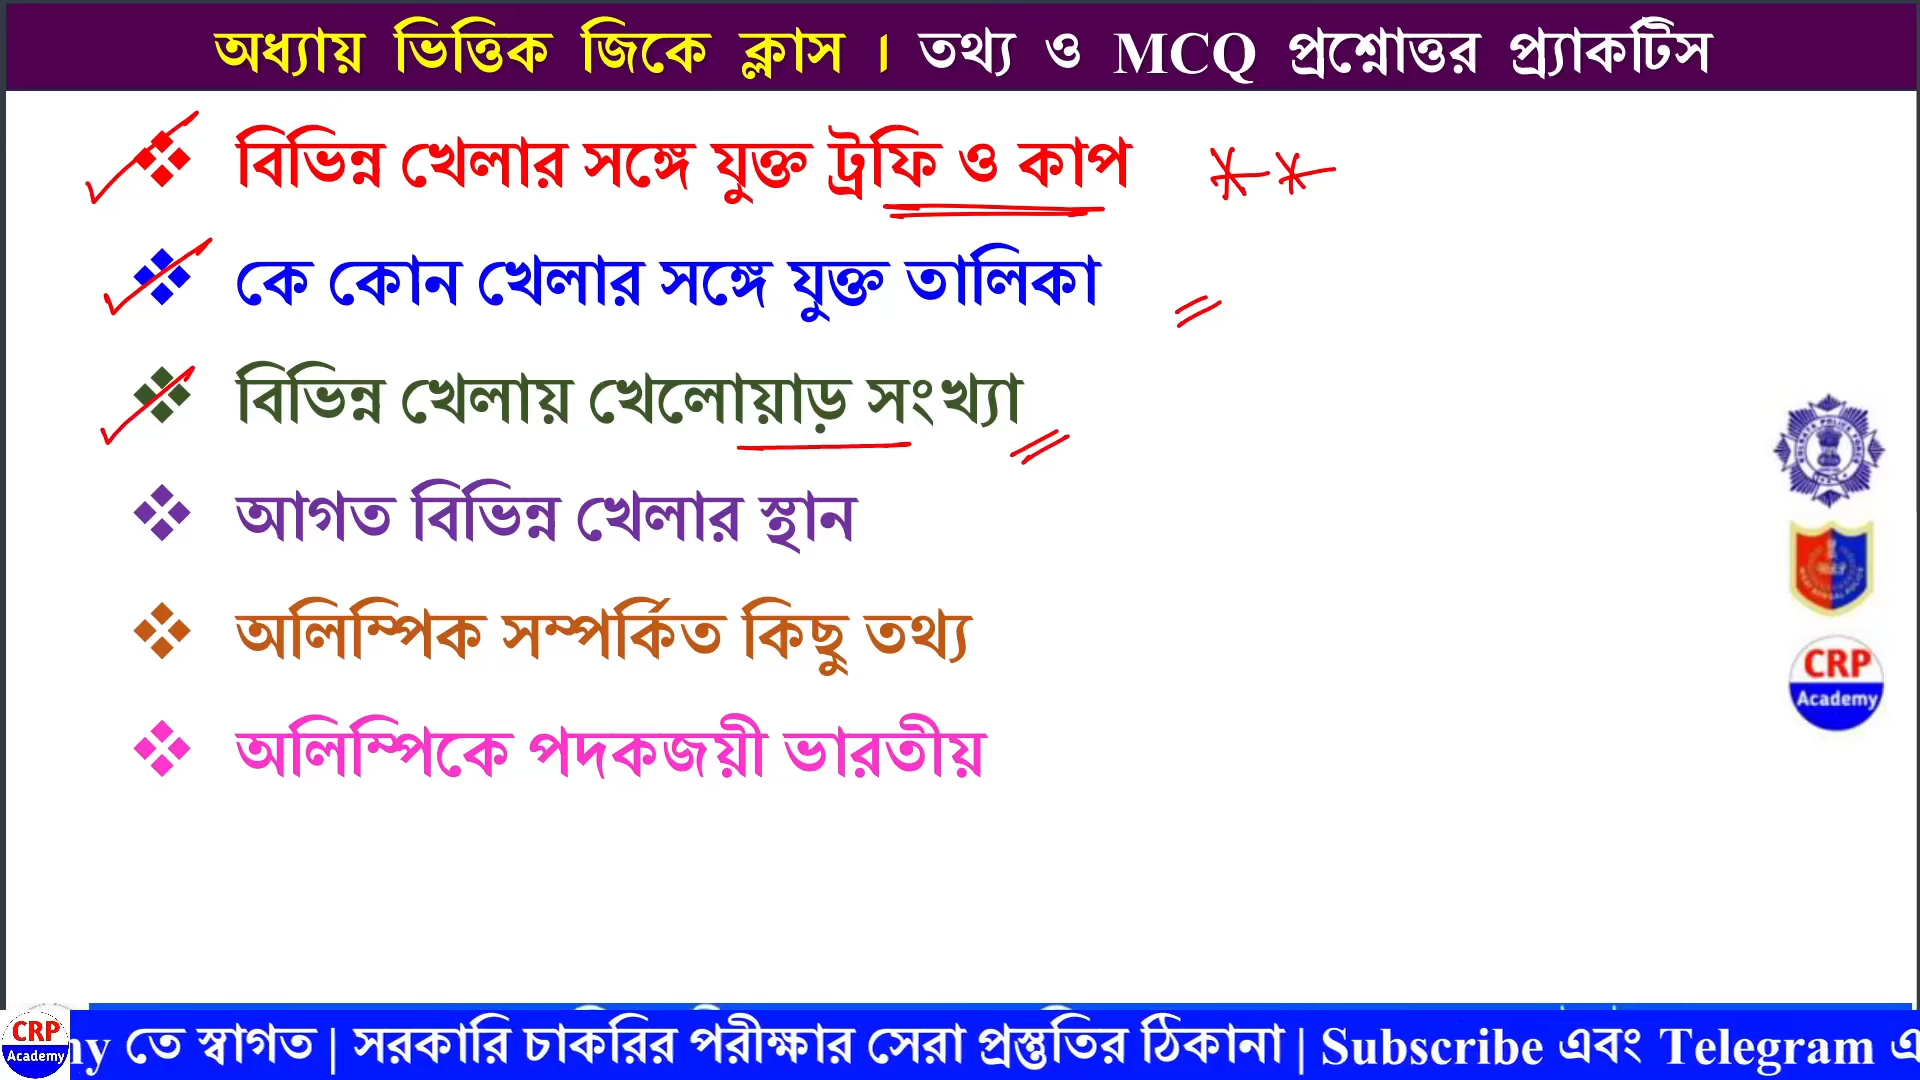 অধ্যায় ভিত্তিক জিকে ক্লাস । তথ্য ও MCQ প্রশ্নোত্তর প্র্যাকটিস
বিভিন্ন খেলার সঙ্গে যুক্ত ট্রফি ও কাপ
কে কোন খেলার সঙ্গে যুক্ত তালিকা
বিভিন্ন খেলায় খেলোয়াড় সংখ্যা
আগত বিভিন্ন খেলার স্থান
অলিম্পিক সম্পর্কিত কিছু তথ্য
অলিম্পিকে পদকজয়ী ভারতীয়
CRP
Academy
CRP
Academy
তে স্বাগত | সরকারি চাকরির পরীক্ষার সেরা প্রস্তুতির ঠিকানা | Subscribe এবং Telegram